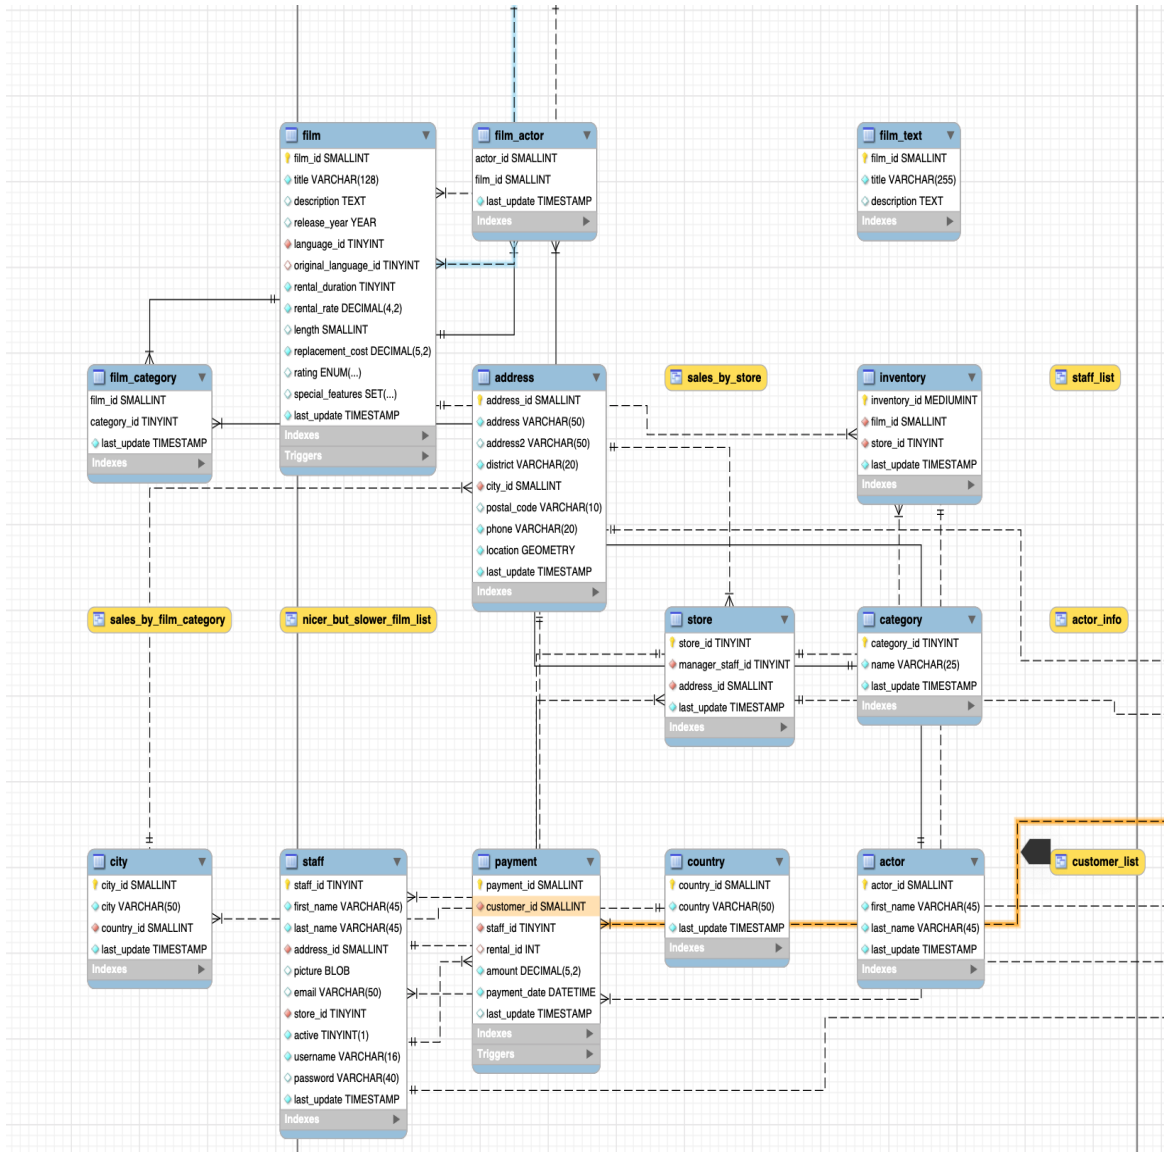 film
film_id SMALLINT
title VARCHAR(128)
description TEXT
release_year YEAR
language_id TINYINT
original_language_id TINYINT
rental_duration TINYINT
rental_rate DECIMAL(4,2)
length SMALLINT
replacement_cost DECIMAL(5,2)
rating ENUM(...)
special_features SET(...)
last_update TIMESTAMP
Indexes
Triggers
film_actor
actor_id SMALLINT
film_id SMALLINT
last_update TIMESTAMP
Indexes
film_text
film_id SMALLINT
title VARCHAR(255)
description TEXT
Indexes
film_category
film_id SMALLINT
category_id TINYINT
last_update TIMESTAMP
Indexes
address
address_id SMALLINT
address VARCHAR(50)
address2 VARCHAR(50)
district VARCHAR(20)
city_id SMALLINT
postal_code VARCHAR(10)
phone VARCHAR(20)
location GEOMETRY
last_update TIMESTAMP
Indexes
sales_by_store
inventory
inventory_id MEDIUMINT
film_id SMALLINT
store_id TINYINT
last_update TIMESTAMP
Indexes
staff_list
sales_by_film_category
nicer_but_slower_film_list
store
store_id TINYINT
manager_staff_id TINYINT
address_id SMALLINT
last_update TIMESTAMP
Indexes
category
category_id TINYINT
name VARCHAR(25)
last_update TIMESTAMP
Indexes
actor_info
city
city_id SMALLINT
city VARCHAR(50)
country_id SMALLINT
last_update TIMESTAMP
Indexes
staff
staff_id TINYINT
first_name VARCHAR(45)
last_name VARCHAR(45)
address_id SMALLINT
picture BLOB
email VARCHAR(50)
store_id TINYINT
active TINYINT(1)
username VARCHAR(16)
password VARCHAR(40)
last_update TIMESTAMP
Indexes
payment
payment_id SMALLINT
customer_id SMALLINT
staff_id TINYINT
rental_id INT
amount DECIMAL(5,2)
payment_date DATETIME
last_update TIMESTAMP
Indexes
Triggers
country
country_id SMALLINT
country VARCHAR(50)
last_update TIMESTAMP
Indexes
actor
actor_id SMALLINT
first_name VARCHAR(45)
last_name VARCHAR(45)
last_update TIMESTAMP
Indexes
customer_list